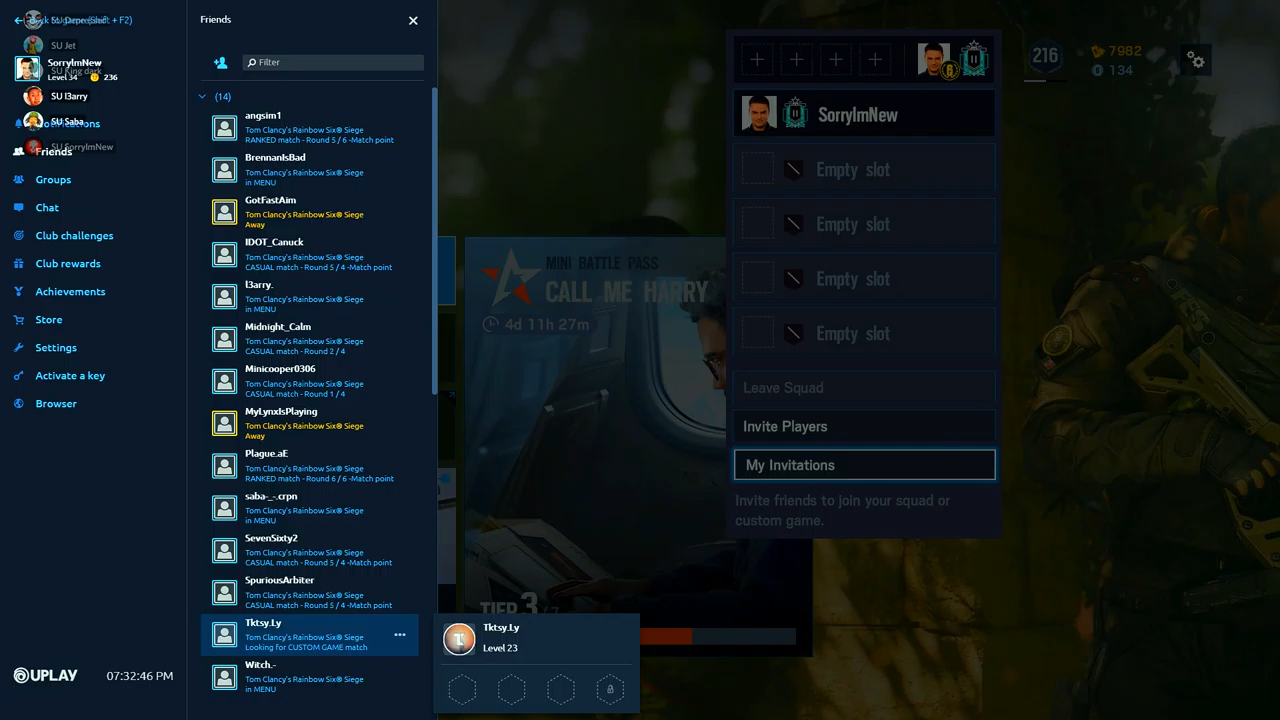 Friends
SU Jet
SorryImNew
Level 34
236
SU King dark
SU l3arry
SU Saba
SU SorryImNew
Friends
Groups
Chat
Club challenges
Club rewards
Achievements
Store
Settings
Activate a key
Browser
UPLAY
07:32:46 PM
Filter
(14)
angsim1
Tom Clancy's Rainbow Six® Siege
RANKED match - Round 5 / 6 -Match point
BrennanIsBad
Tom Clancy's Rainbow Six® Siege
in MENU
GotFastAim
Tom Clancy's Rainbow Six® Siege
Away
IDOT_Canuck
Tom Clancy's Rainbow Six® Siege
CASUAL match - Round 5 / 4 -Match point
l3arry.
Tom Clancy's Rainbow Six® Siege
in MENU
Midnight_Calm
Tom Clancy's Rainbow Six® Siege
CASUAL match - Round 2 / 4
Minicooper0306
Tom Clancy's Rainbow Six® Siege
CASUAL match - Round 1 / 4
MyLynxIsPlaying
Tom Clancy's Rainbow Six® Siege
Away
Plague.aE
Tom Clancy's Rainbow Six® Siege
RANKED match - Round 6 / 6 -Match point
saba-_-.crpn
Tom Clancy's Rainbow Six® Siege
in MENU
SevenSixty2
Tom Clancy's Rainbow Six® Siege
CASUAL match - Round 5 / 4 -Match point
SpuriousArbiter
Tom Clancy's Rainbow Six® Siege
CASUAL match - Round 5 / 4 -Match point
Tktsy.Ly
Tom Clancy's Rainbow Six® Siege
Looking for CUSTOM GAME match
Witch.-
Tom Clancy's Rainbow Six® Siege
in MENU
Tktsy.Ly
Level 23
MINI BATTLE PASS
CALL ME HARRY
4d 11h 27m
TIER 3/7
216
7982
134
SorryImNew
Empty slot
Empty slot
Empty slot
Empty slot
Leave Squad
Invite Players
My Invitations
Invite friends to join your squad or
custom game.